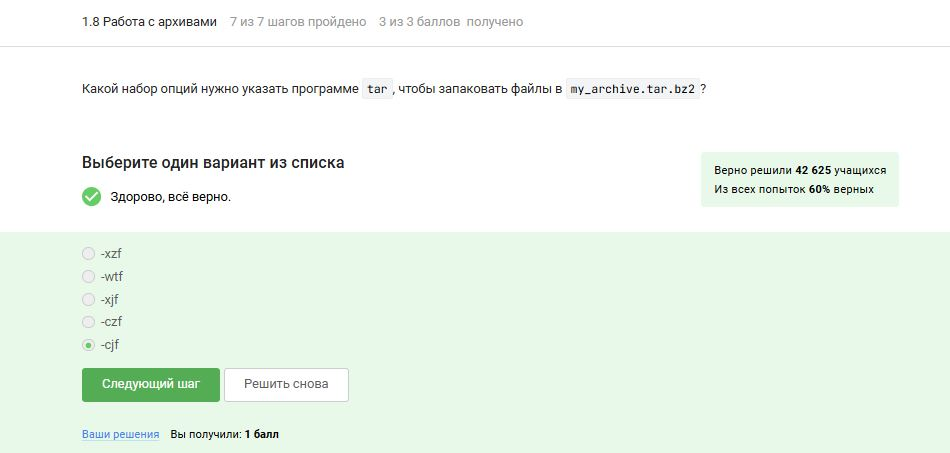 1.8 Работа с архивами 7 из 7 шагов пройдено 3 из 3 баллов получено
Какой набор опций нужно указать программе tar, чтобы запаковать файлы в my_archive.tar.bz2?
Выберите один вариант из списка
Здорово, всё верно.
Верно решили 42 625 учащихся
Из всех попыток 60% верных
-xzf
-wtf
-xjf
-czf
-cjf
Следующий шаг Решить снова
Ваши решения Вы получили: 1 балл